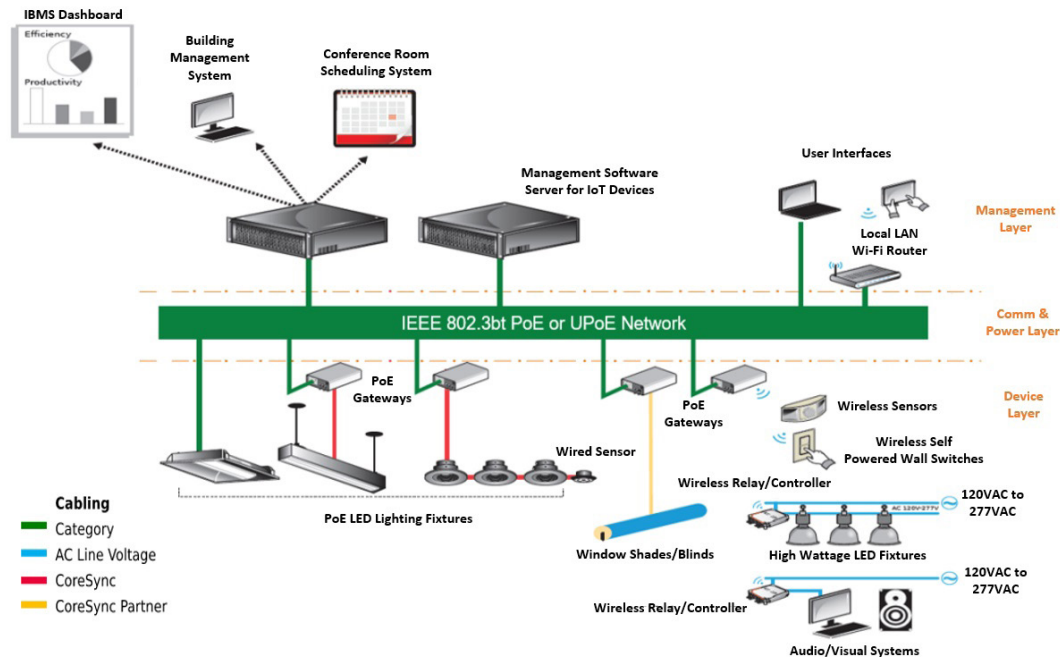 IBMS Dashboard
Efficiency
Productivity
Building
Management
System
Conference Room
Scheduling System
Management Software
Server for IoT Devices
User Interfaces
Local LAN
Wi-Fi Router
Management
Layer
IEEE 802.3bt PoE or UPoE Network
Comm &
Power Layer
PoE
Gateways
PoE
Gateways
Device
Layer
Wireless Sensors
Wireless Self
Powered Wall Switches
Wired Sensor
PoE LED Lighting Fixtures
Window Shades/Blinds
Wireless Relay/Controller
AC 120V-277V
120VAC to
277VAC
High Wattage LED Fixtures
Wireless Relay/Controller
120VAC to
277VAC
Audio/Visual Systems
Cabling
Category
AC Line Voltage
CoreSync
CoreSync Partner